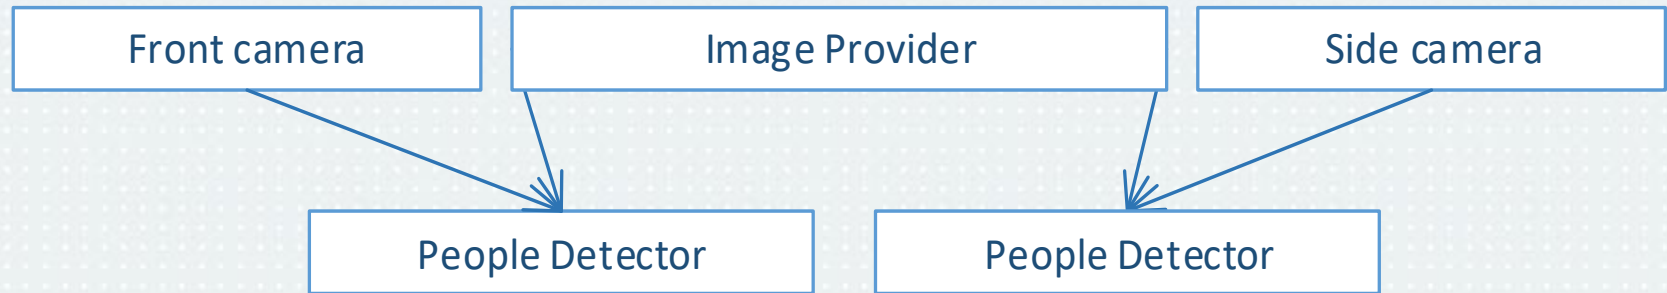 Front camera
Image Provider
Side camera
People Detector
People Detector